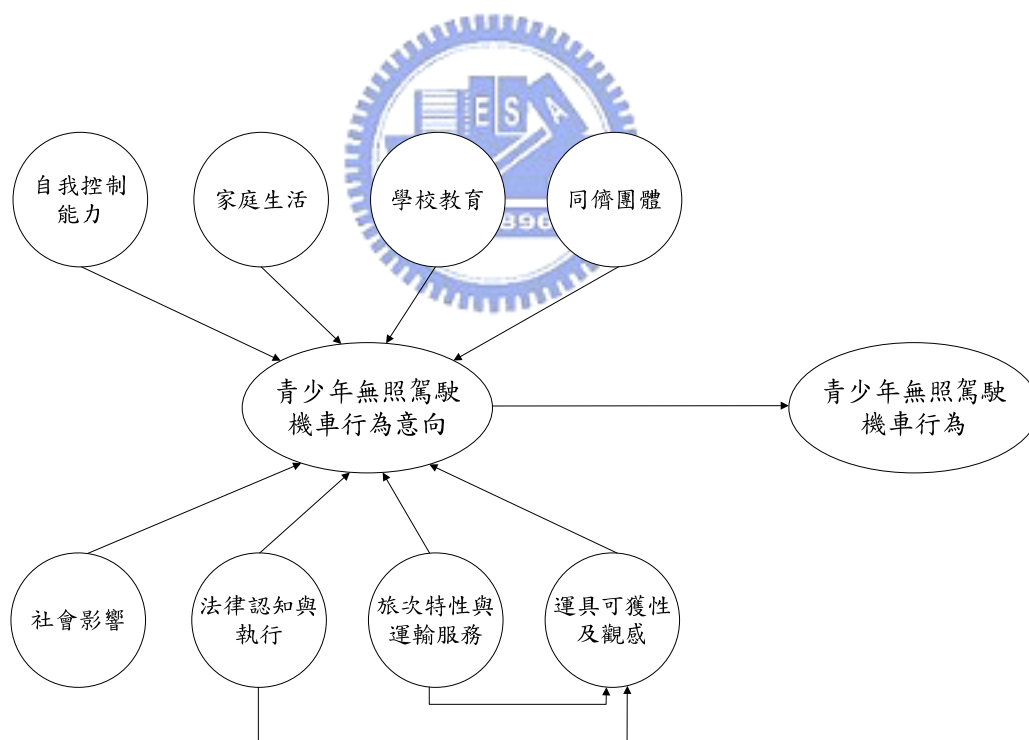 E S A
896
自我控制
能力
家庭生活
學校教育
同儕團體
青少年無照駕駛
機車行為意向
青少年無照駕駛
機車行為
社會影響
法律認知與
執行
旅次特性與
運輸服務
運具可獲性
及觀感